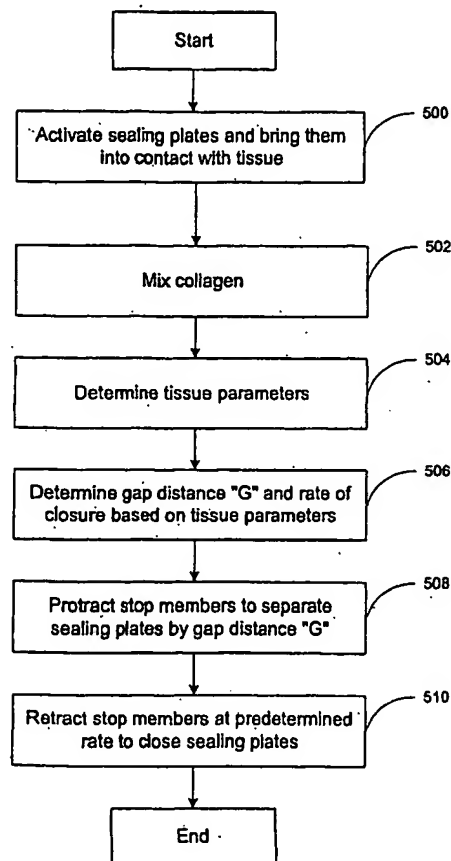 Start
500
Activate sealing plates and bring them
into contact with tissue
502
Mix collagen
504
Determine tissue parameters
506
Determine gap distance "G" and rate of
closure based on tissue parameters
508
Protract stop members to separate
sealing plates by gap distance "G"
510
Retract stop members at predetermined
rate to close sealing plates
End